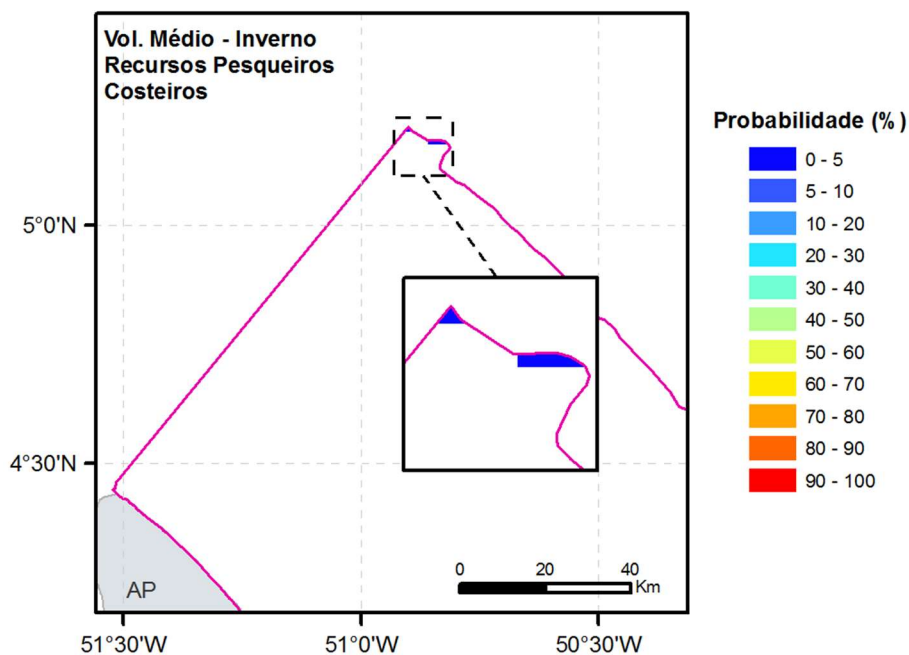 Vol. Médio - Inverno
Recursos Pesqueiros
Costeiros
Probabilidade (%)
0 - 5
5 - 10
10 - 20
20 - 30
30 - 40
40 - 50
50 - 60
60 - 70
70 - 80
80 - 90
90 - 100
5°0'N
4°30'N
AP
0 20 40
Km
51°30'W 51°0'W 50°30'W